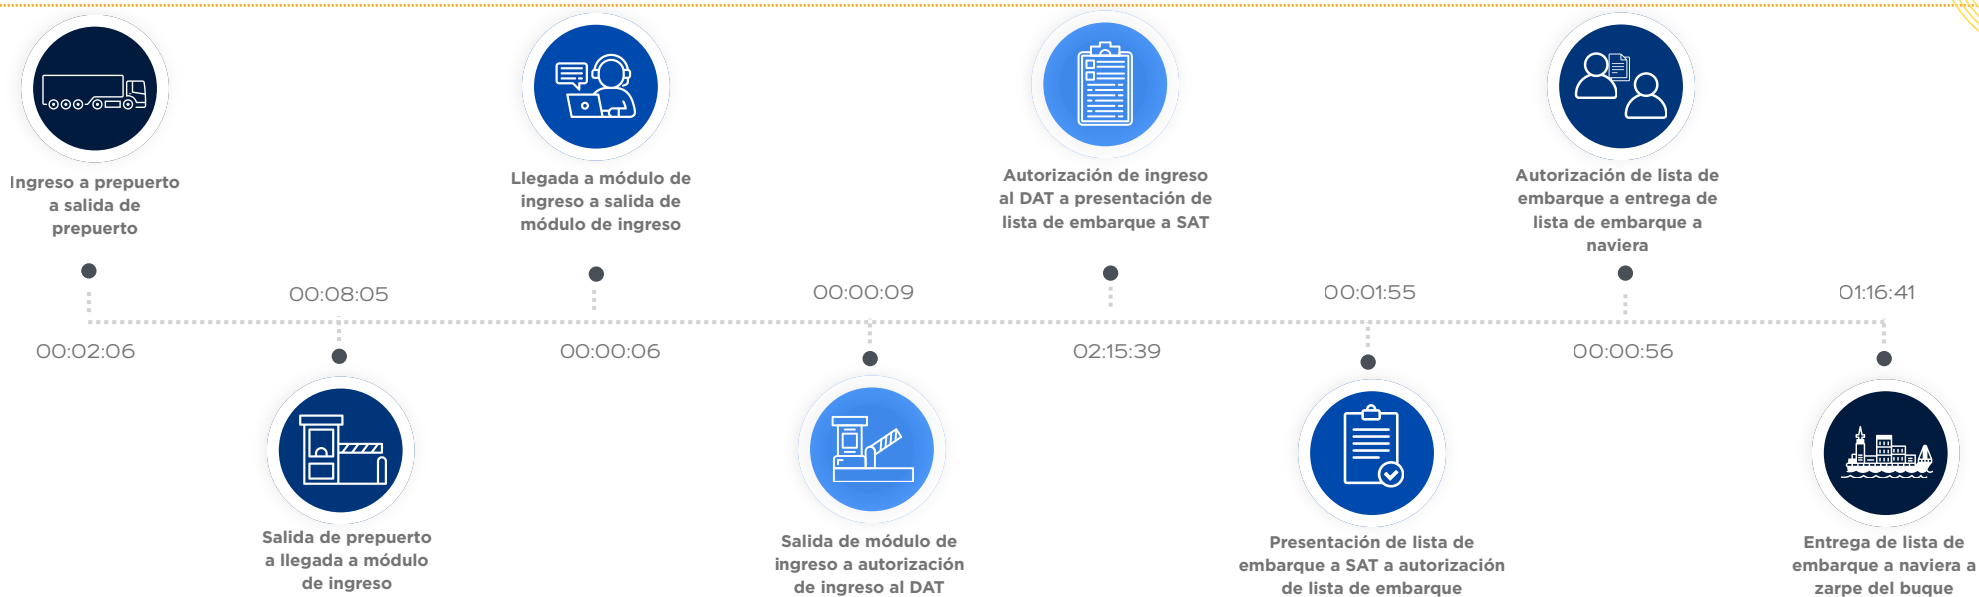 Ingreso a prepuerto
a salida de
prepuerto
Llegada a módulo de
ingreso a salida de
módulo de ingreso
Autorización de ingreso
al DAT a presentación de
lista de embarque a SAT
Autorización de lista de
embarque a entrega de
lista de embarque a
naviera
00:08:05
00:00:09
00:01:55
01:16:41
00:02:06
00:00:06
02:15:39
00:00:56
Salida de prepuerto
a llegada a módulo
de ingreso
Salida de módulo de
ingreso a autorización
de ingreso al DAT
Presentación de lista de
embarque a SAT a autorización
de lista de embarque
Entrega de lista de
embarque a naviera a
zarpe del buque